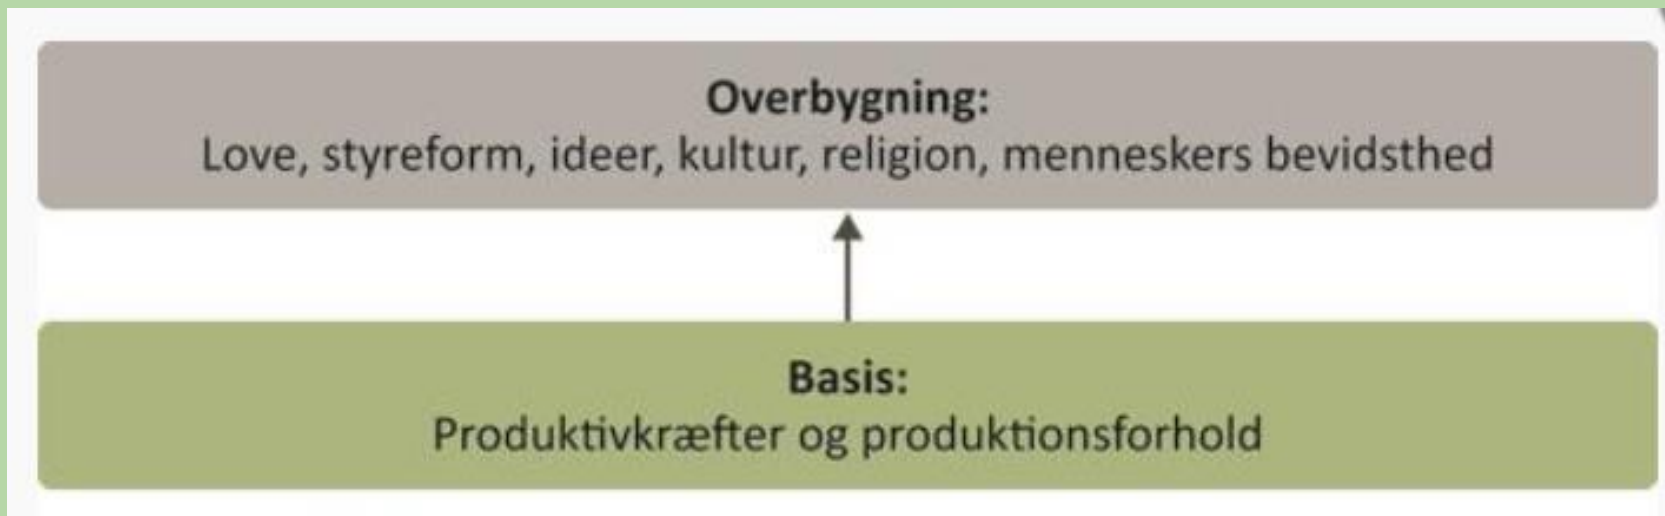 Overbygning:
Love, styreform, ideer, kultur, religion, menneskers bevidsthed
Basis:
Produktivkræfter og produktionsforhold